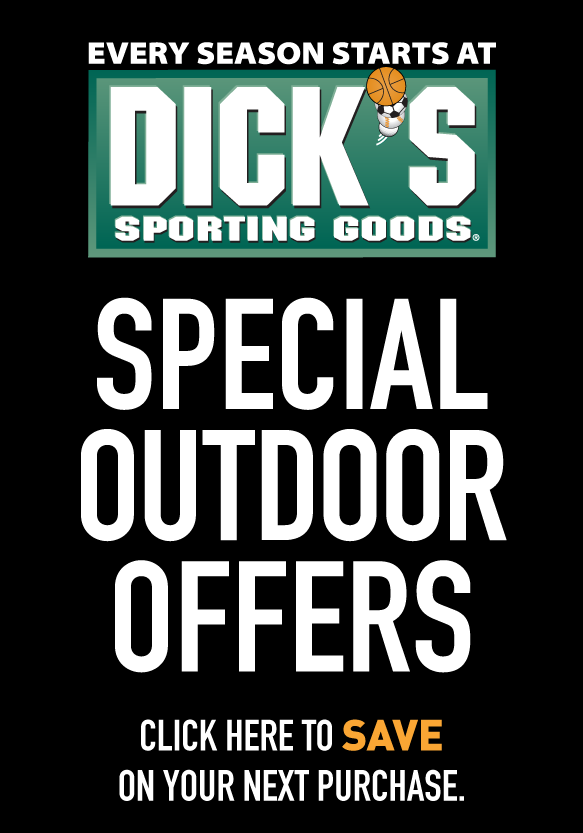 EVERY SEASON STARTS AT
DICK'S
SPORTING GOODS®
SPECIAL
OUTDOOR
OFFERS
CLICK HERE TO SAVE
ON YOUR NEXT PURCHASE.